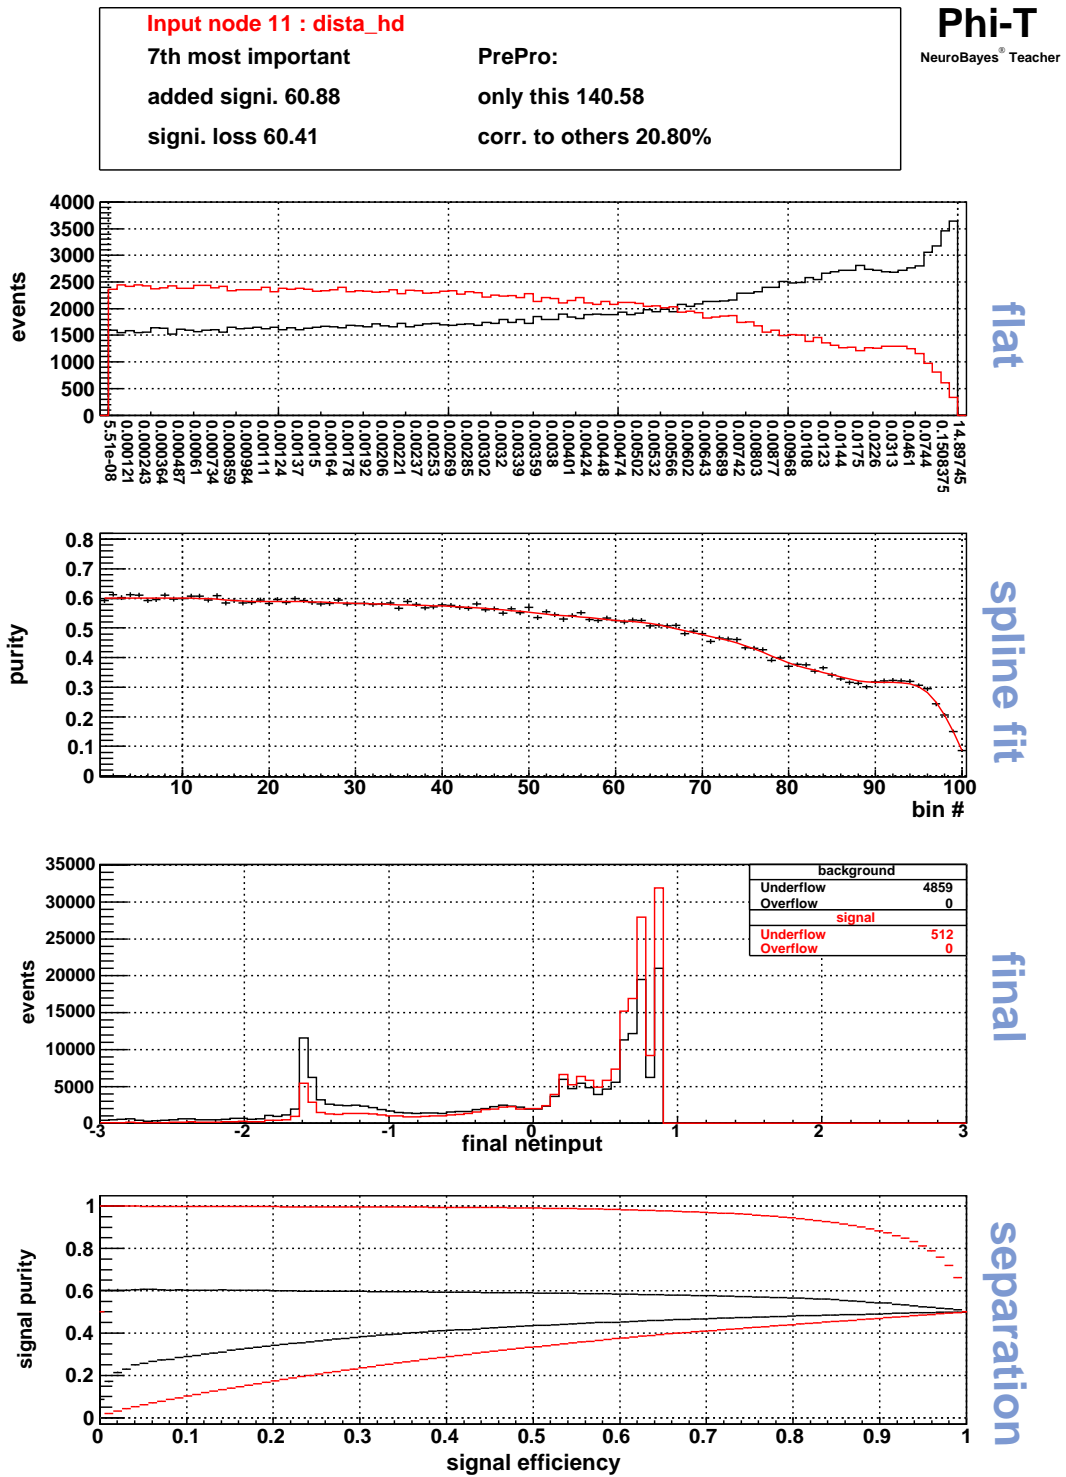 Input node 11 : dista_hd
7th most important PrePro:
added signi. 60.88 only this 140.58
signi. loss 60.41 corr. to others 20.80%
Phi-T
NeuroBayes® Teacher
4000
3500
3000
2500
2000
1500
1000
500
0
events
flat
5.51e-08 0.000121 0.000243 0.000364 0.000487 0.00061 0.000734 0.000859 0.000984 0.00111 0.00124 0.00137 0.0015 0.00164 0.00178 0.00192 0.00206 0.00221 0.00237 0.00253 0.00269 0.00285 0.00302 0.0032 0.00339 0.00359 0.0038 0.00401 0.00424 0.00448 0.00474 0.00502 0.00532 0.00566 0.00602 0.00643 0.00689 0.00742 0.00803 0.00877 0.00968 0.0108 0.0123 0.0144 0.0175 0.0226 0.0313 0.0461 0.0744 0.1508375 14.89745
0.8
0.7
0.6
0.5
0.4
0.3
0.2
0.1
0
purity
spline fit
10 20 30 40 50 60 70 80 90 100
bin #
35000
30000
25000
20000
15000
10000
5000
0
events
final
background
Underflow 4859
Overflow 0
signal
Underflow 512
Overflow 0
-3 -2 -1 0 1 2 3
final netinput
1
0.8
0.6
0.4
0.2
0
signal purity
separation
0 0.1 0.2 0.3 0.4 0.5 0.6 0.7 0.8 0.9 1
signal efficiency